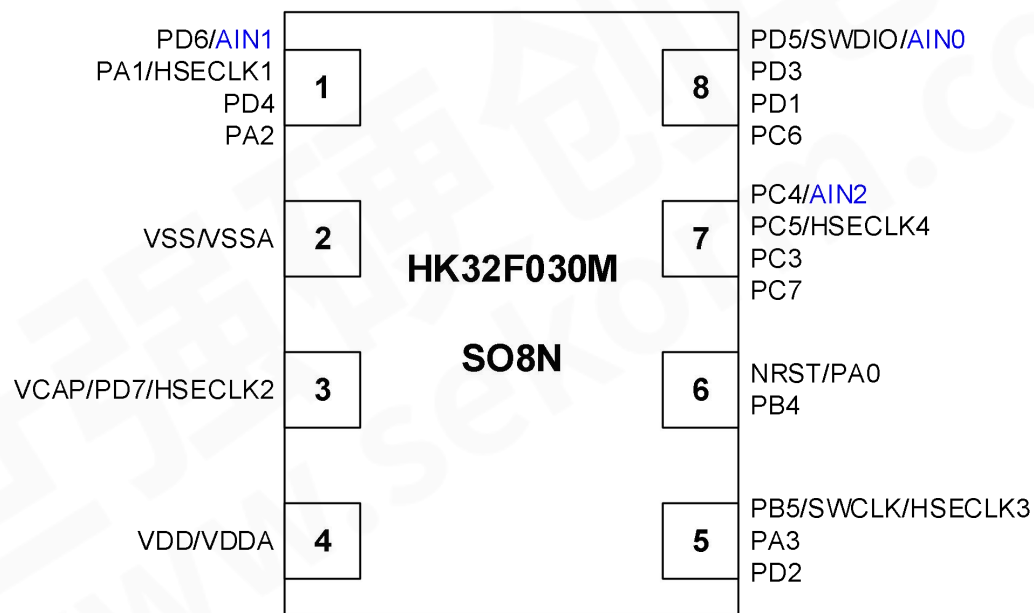 PD6/AIN1
PA1/HSECLK1
PD4
PA2
1
VSS/VSSA
2
VCAP/PD7/HSECLK2
3
VDD/VDDA
4
HK32F030M
SO8N
PD5/SWDIO/AIN0
PD3
PD1
PC6
8
PC4/AIN2
PC5/HSECLK4
PC3
PC7
7
NRST/PA0
PB4
6
PB5/SWCLK/HSECLK3
PA3
PD2
5